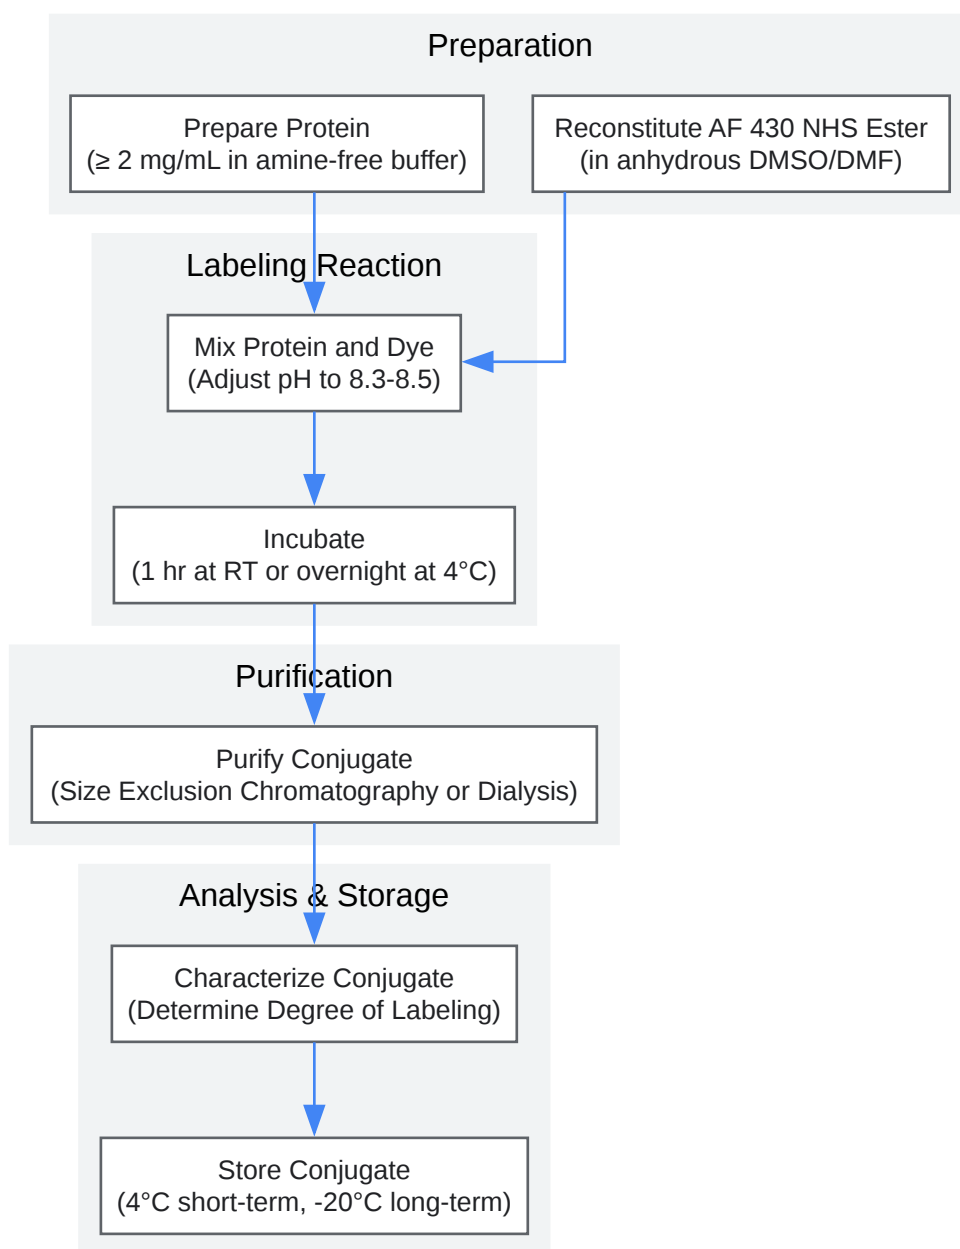 Preparation
Prepare Protein
(≥ 2 mg/mL in amine-free buffer)
Reconstitute AF 430 NHS Ester
(in anhydrous DMSO/DMF)
Labeling Reaction
Mix Protein and Dye
(Adjust pH to 8.3-8.5)
Incubate
(1 hr at RT or overnight at 4°C)
Purification
Purify Conjugate
(Size Exclusion Chromatography or Dialysis)
Analysis & Storage
Characterize Conjugate
(Determine Degree of Labeling)
Store Conjugate
(4°C short-term, -20°C long-term)